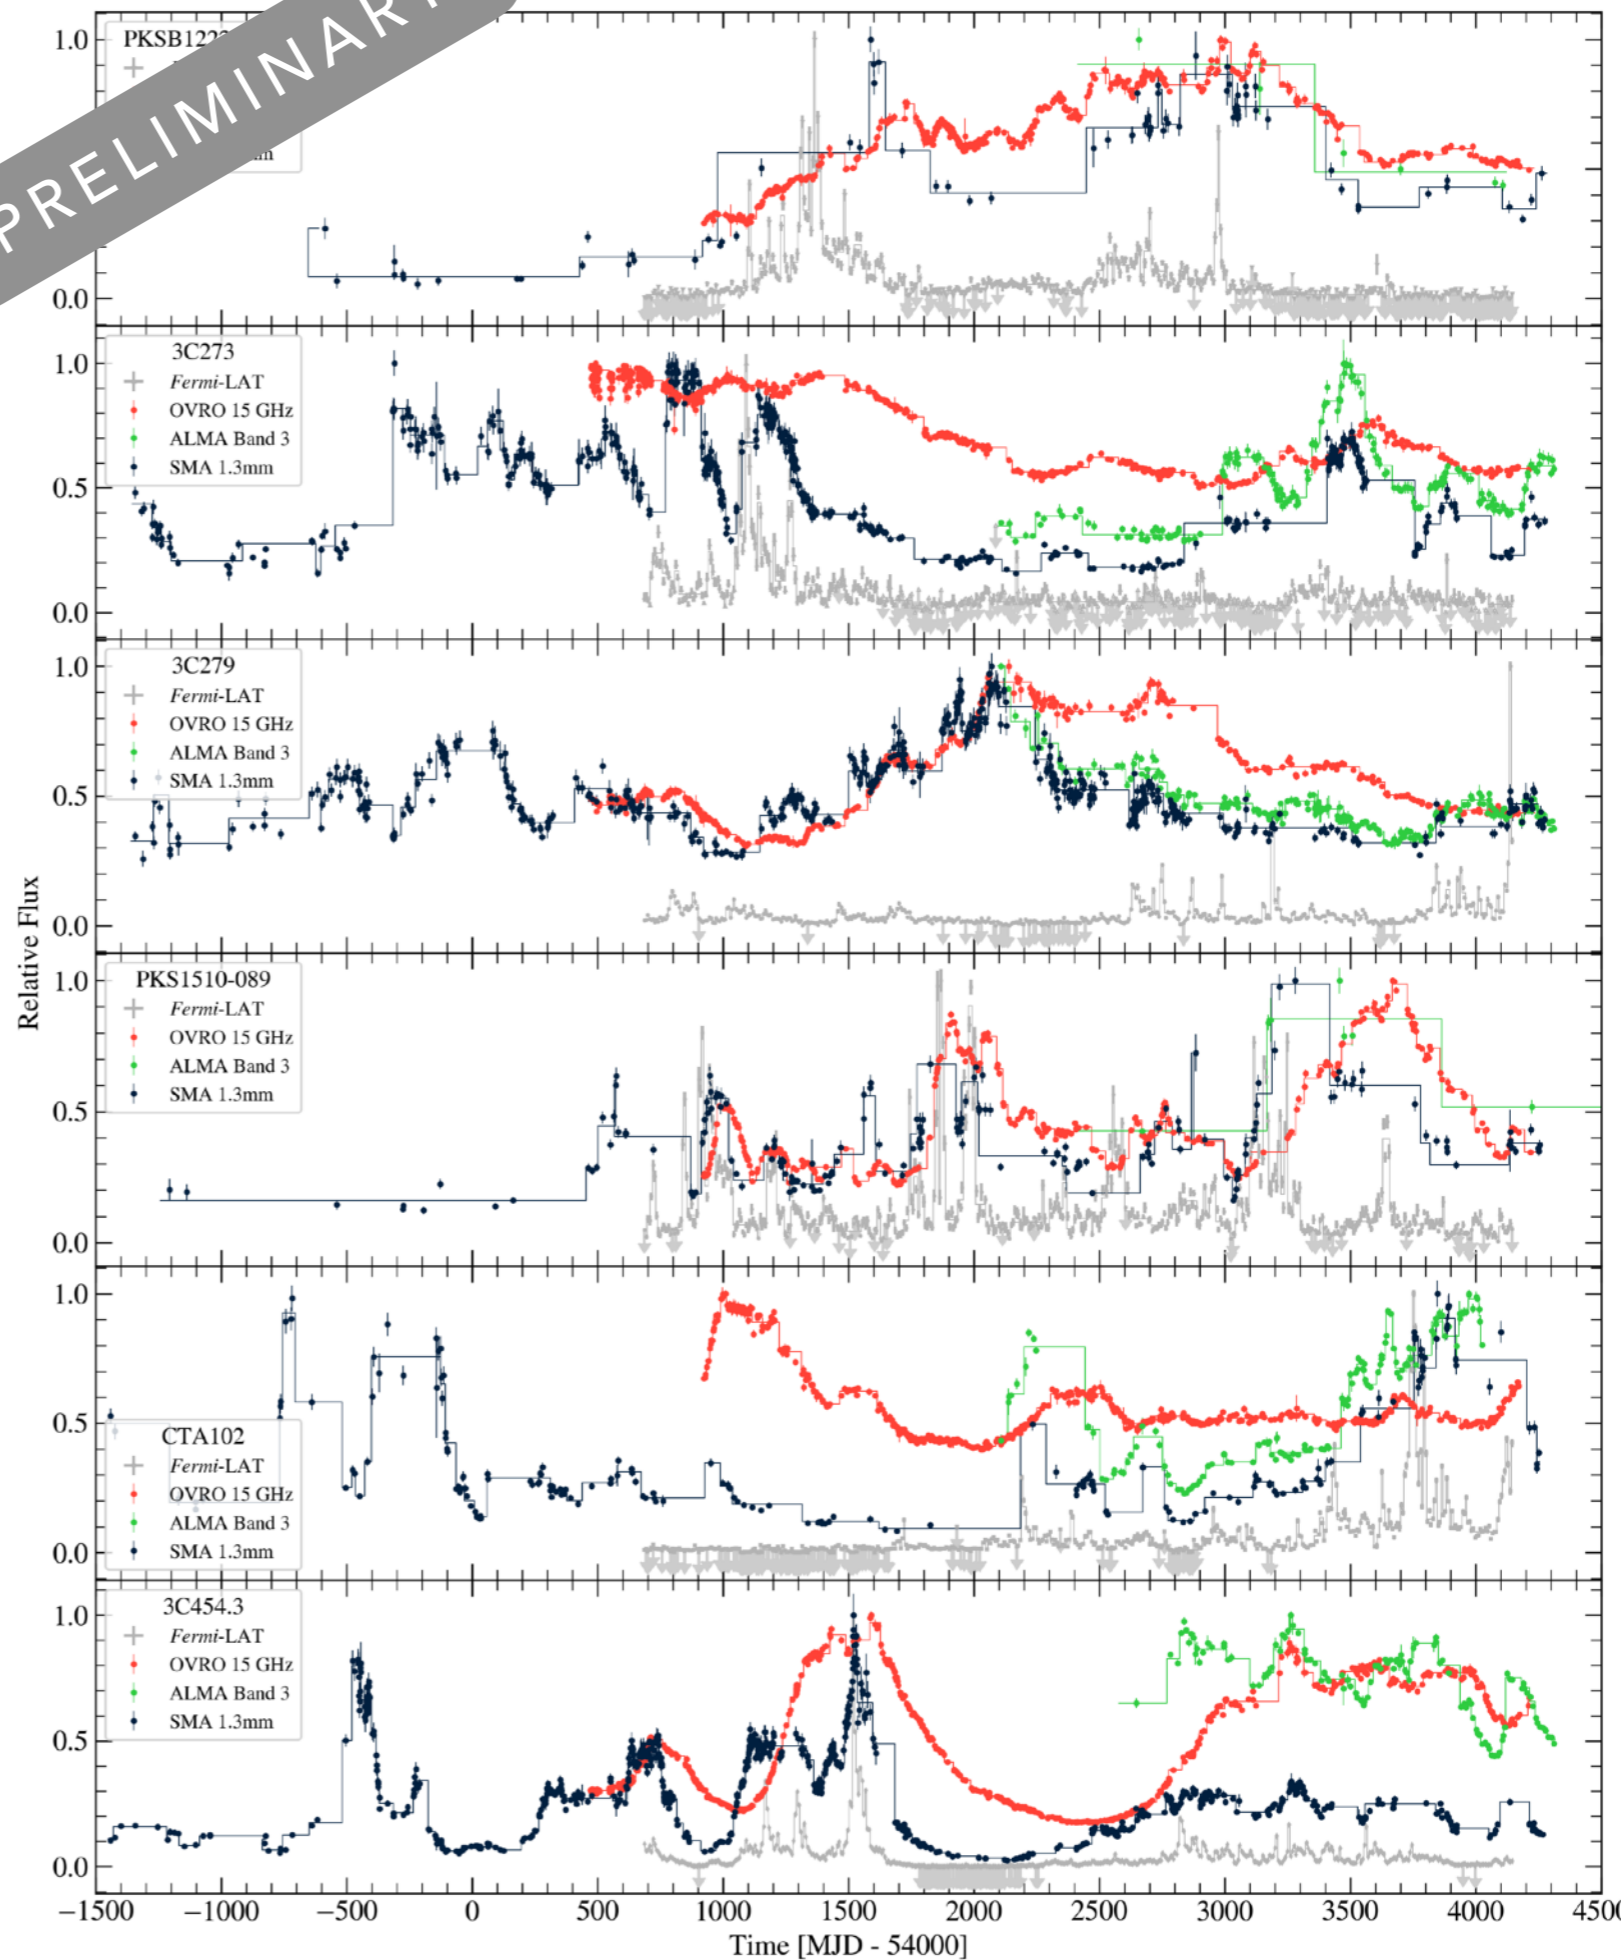 PRELIMINARY
PKSB1222
1.0
0.0
3C273
Fermi-LAT
OVRO 15 GHz
ALMA Band 3
SMA 1.3mm
1.0
0.5
0.0
3C279
Fermi-LAT
OVRO 15 GHz
ALMA Band 3
SMA 1.3mm
1.0
0.5
0.0
Relative Flux
PKS1510-089
Fermi-LAT
OVRO 15 GHz
ALMA Band 3
SMA 1.3mm
1.0
0.5
0.0
CTA102
Fermi-LAT
OVRO 15 GHz
ALMA Band 3
SMA 1.3mm
1.0
0.5
0.0
3C454.3
Fermi-LAT
OVRO 15 GHz
ALMA Band 3
SMA 1.3mm
1.0
0.5
0.0
−1500 −1000 −500 0 500 1000 1500 2000 2500 3000 3500 4000
Time [MJD - 54000]